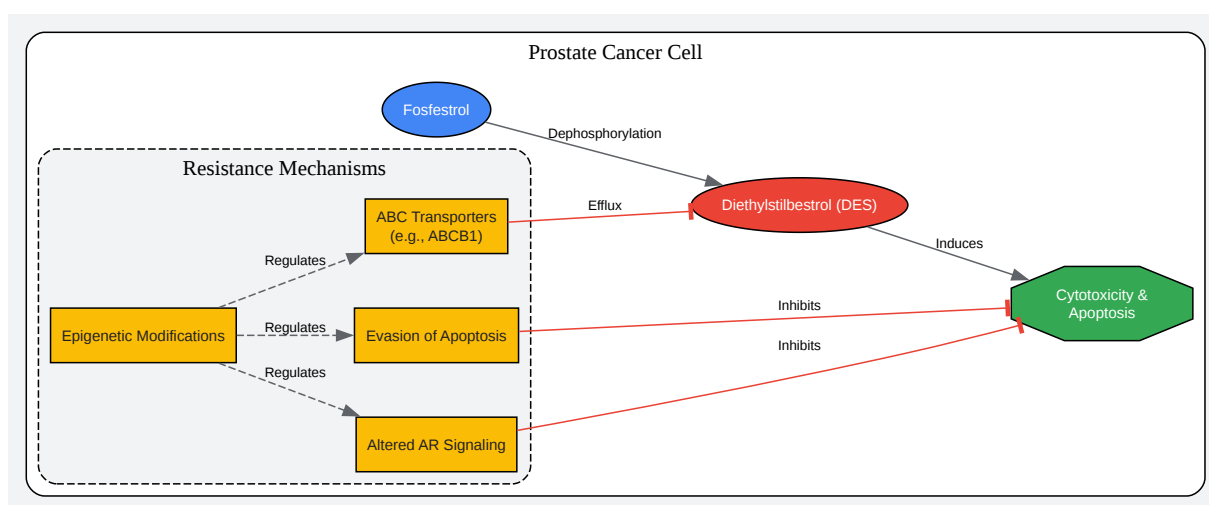 Prostate Cancer Cell
Fosfestrol
Dephosphorylation
Resistance Mechanisms
ABC Transporters
(e.g., ABCB1)
Efflux
Diethylstilbestrol (DES)
Induces
Regulates
Cytotoxicity &
Apoptosis
Inhibits
Epigenetic Modifications
Regulates
Evasion of Apoptosis
Inhibits
Regulates
Altered AR Signaling